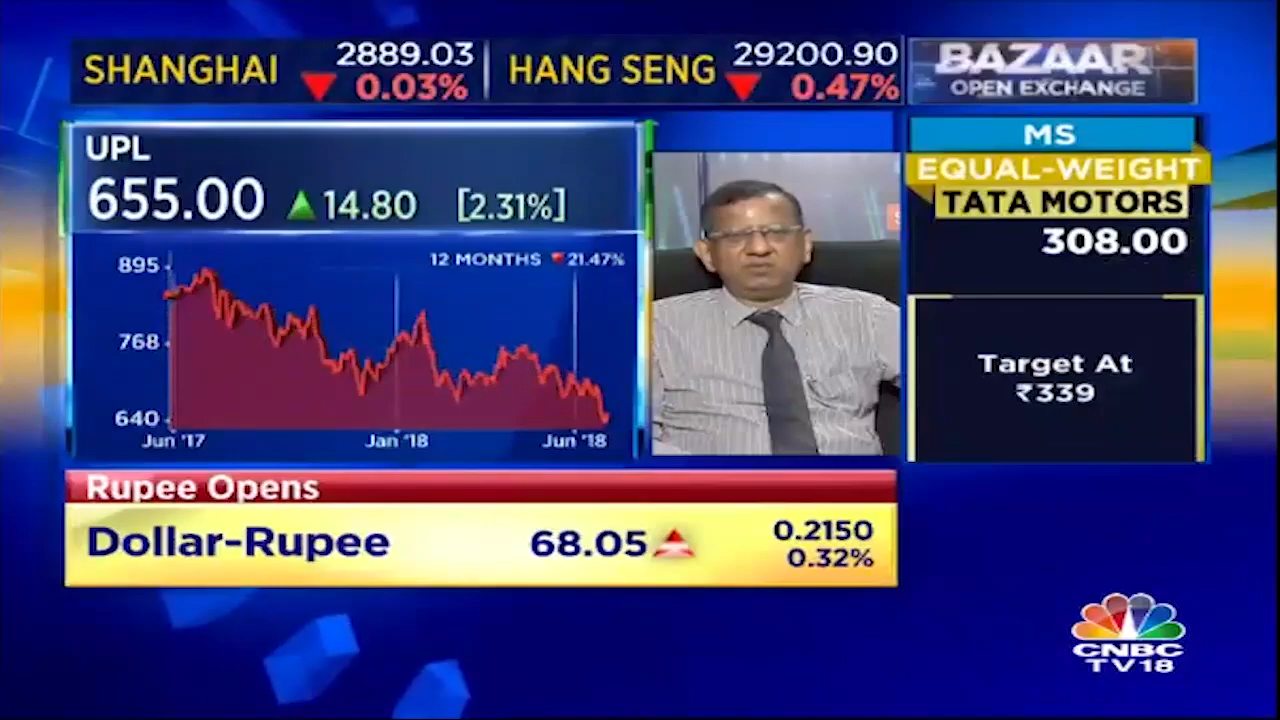 SHANGHAI 2889.03
▼ 0.03%
HANG SENG 29200.90
▼ 0.47%
BAZAAR
OPEN EXCHANGE
UPL
655.00 ▲ 14.80 [2.31%]
12 MONTHS ▼ 21.47%
895
768
640
Jun '17 Jan '18 Jun '18
MS
EQUAL-WEIGHT
TATA MOTORS
308.00
Target At
₹339
Rupee Opens
Dollar-Rupee 68.05 ▲ 0.2150
0.32%
CNBC
TV18